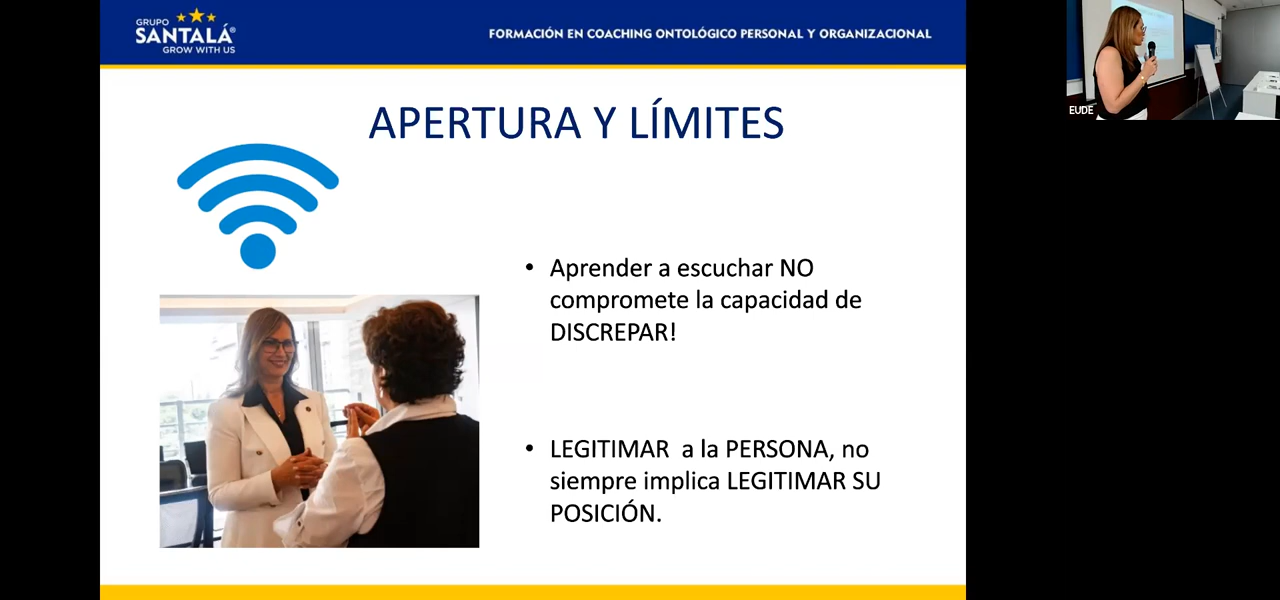 GRUPO
SANTALÁ®
GROW WITH US
FORMACIÓN EN COACHING ONTOLÓGICO PERSONAL Y ORGANIZACIONAL
EUDE
APERTURA Y LÍMITES
• Aprender a escuchar NO
compromete la capacidad de
DISCREPAR!
• LEGITIMAR a la PERSONA, no
siempre implica LEGITIMAR SU
POSICIÓN.